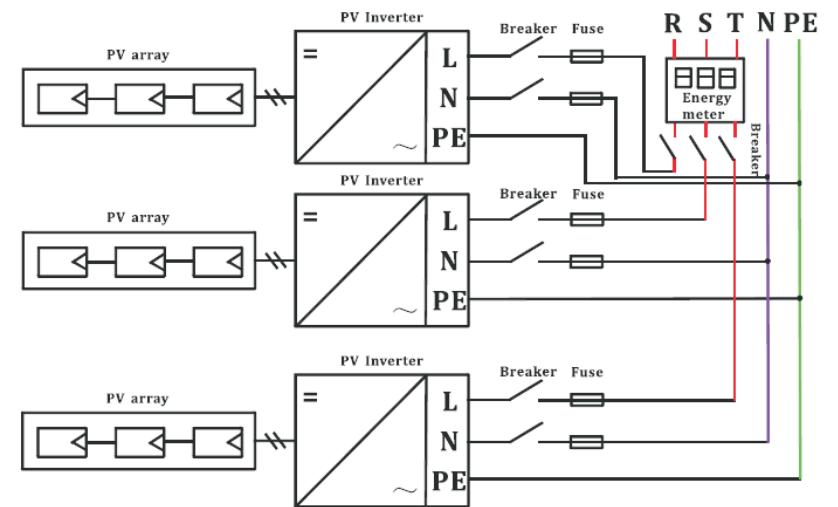 PV Inverter
Breaker Fuse
R S T N PE
PV array
L
N
PE
Energy
meter
Breaker
PV Inverter
Breaker Fuse
PV array
L
N
PE
PV Inverter
Breaker Fuse
PV array
L
N
PE